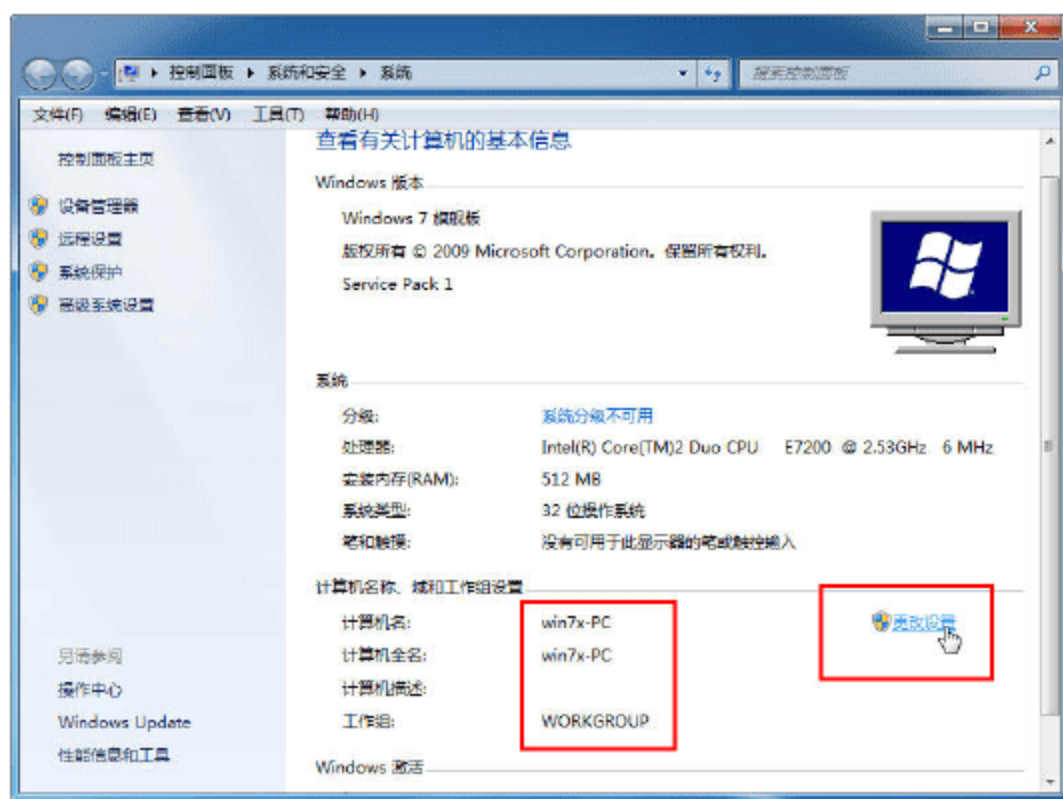 控制面板 ▸ 系统和安全 ▸ 系统
搜索控制面板
文件(F) 编辑(E) 查看(V) 工具(T) 帮助(H)
控制面板主页
设备管理器
远程设置
系统保护
高级系统设置
另请参阅
操作中心
Windows Update
性能信息和工具
查看有关计算机的基本信息
Windows 版本
Windows 7 旗舰版
版权所有 © 2009 Microsoft Corporation。保留所有权利。
Service Pack 1
系统
分级: 系统分级不可用
处理器: Intel(R) Core(TM)2 Duo CPU E7200 @ 2.53GHz 6 MHz
安装内存(RAM): 512 MB
系统类型: 32 位操作系统
笔和触摸: 没有可用于此显示器的笔或触控输入
计算机名称、域和工作组设置
计算机名: win7x-PC 更改设置
计算机全名: win7x-PC
计算机描述:
工作组: WORKGROUP
Windows 激活